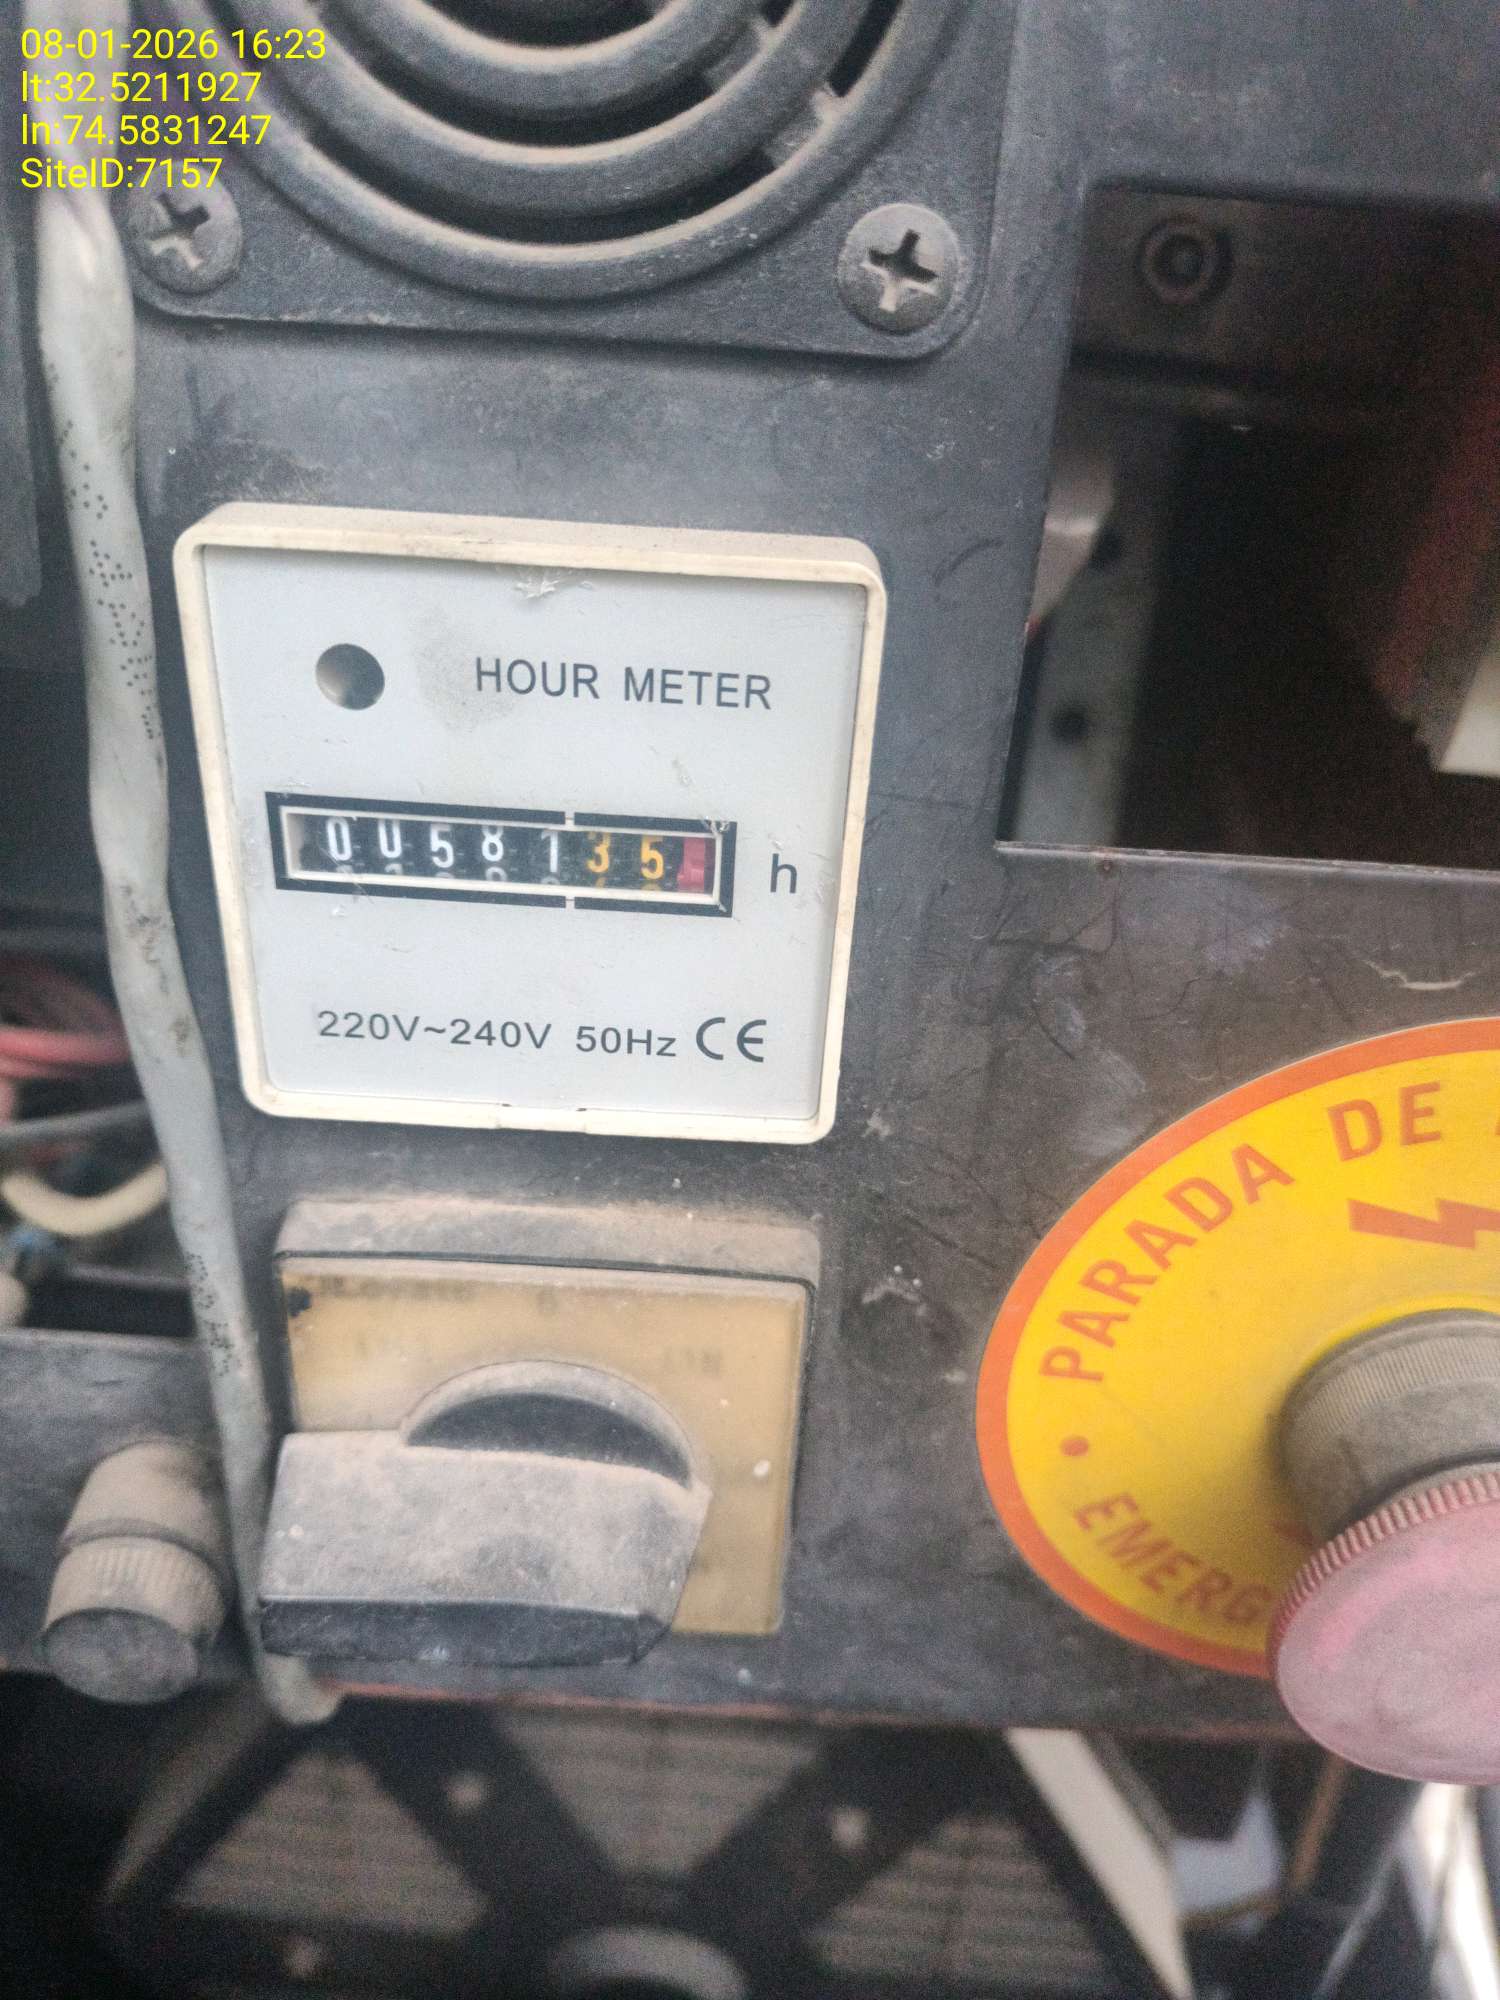 08-01-2026 16:23
lt:32.5211927
ln:74.5831247
SiteID:7157
HOUR METER
0058135
h
220V~240V 50Hz CE
PARADA DE
EMERG